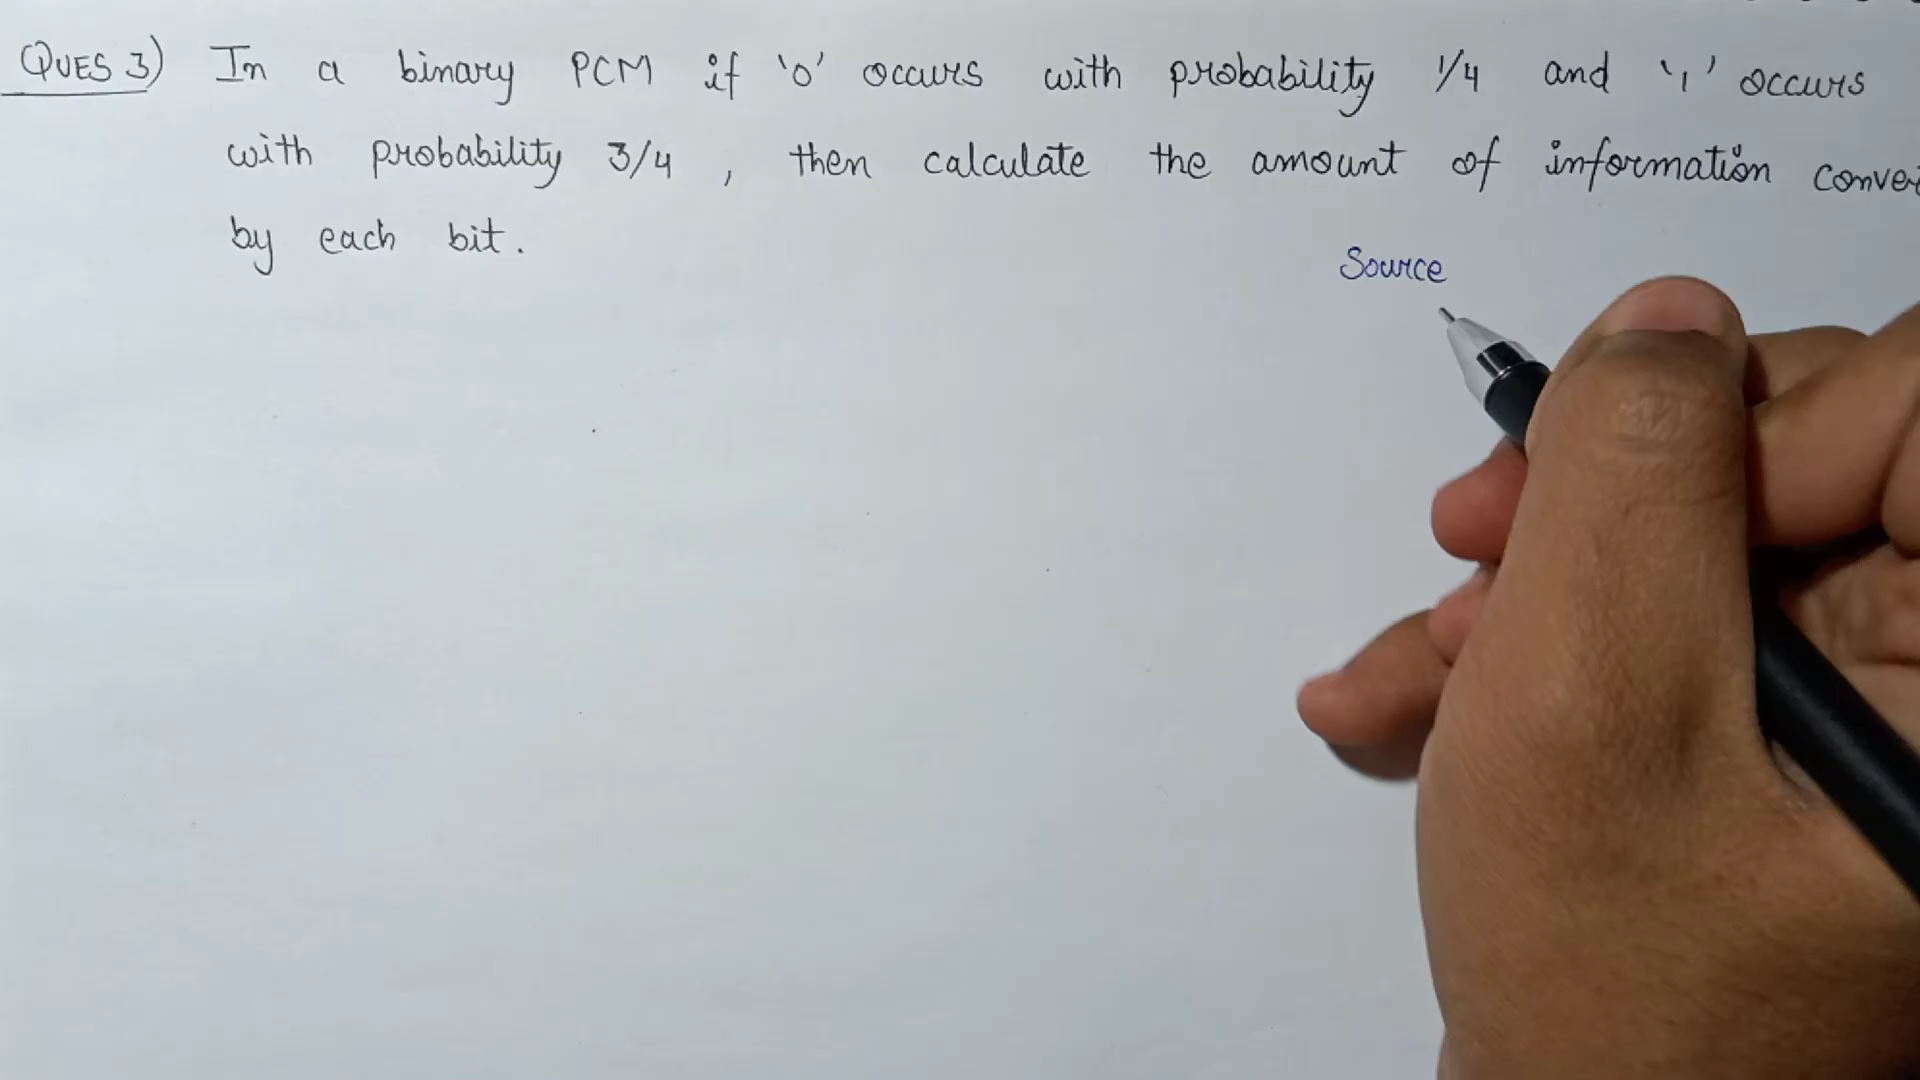 QUES 3) In a binary PCM if '0' occurs with probability 1/4 and '1' occurs
with probability 3/4 , then calculate the amount of information
by each bit.
Source